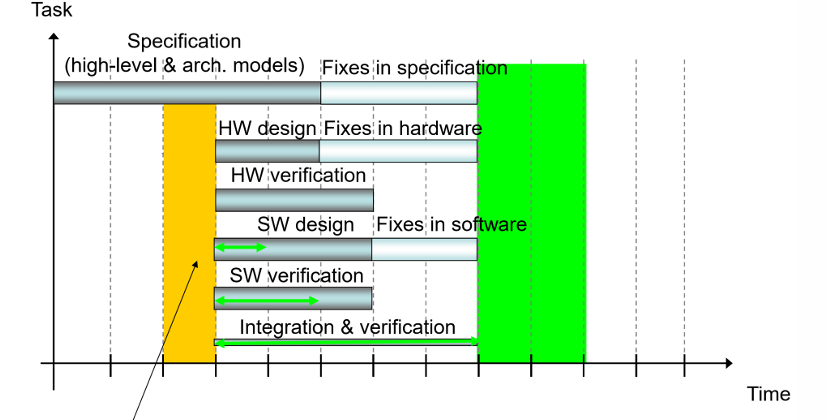 Task
Specification
(high-level & arch. models)
Fixes in specification
HW design
Fixes in hardware
HW verification
SW design
Fixes in software
SW verification
Integration & verification
Time